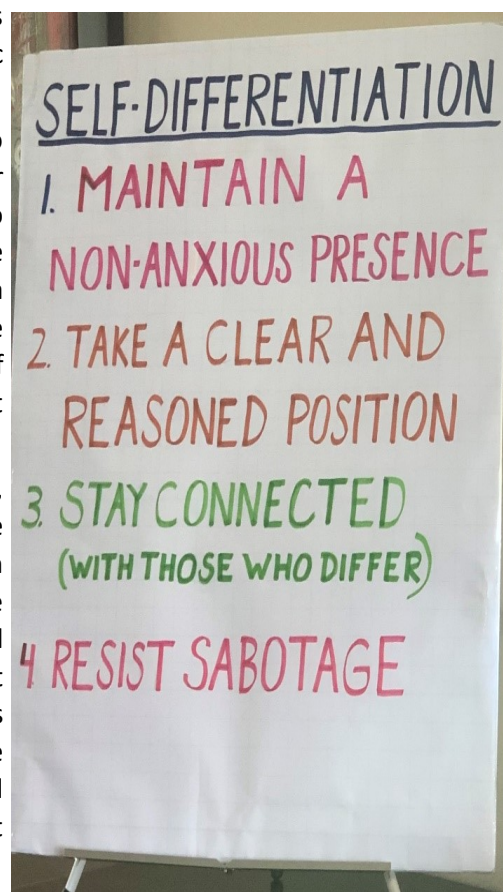 SELF-DIFFERENTIATION
1. MAINTAIN A
NON-ANXIOUS PRESENCE
2. TAKE A CLEAR AND
REASONED POSITION
3. STAY CONNECTED
(WITH THOSE WHO DIFFER)
4 RESIST SABOTAGE